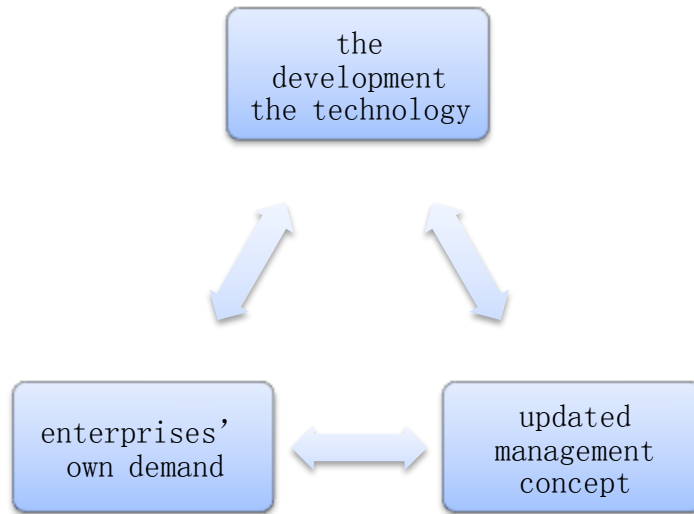 the
development
the technology
enterprises’
own demand
updated
management
concept